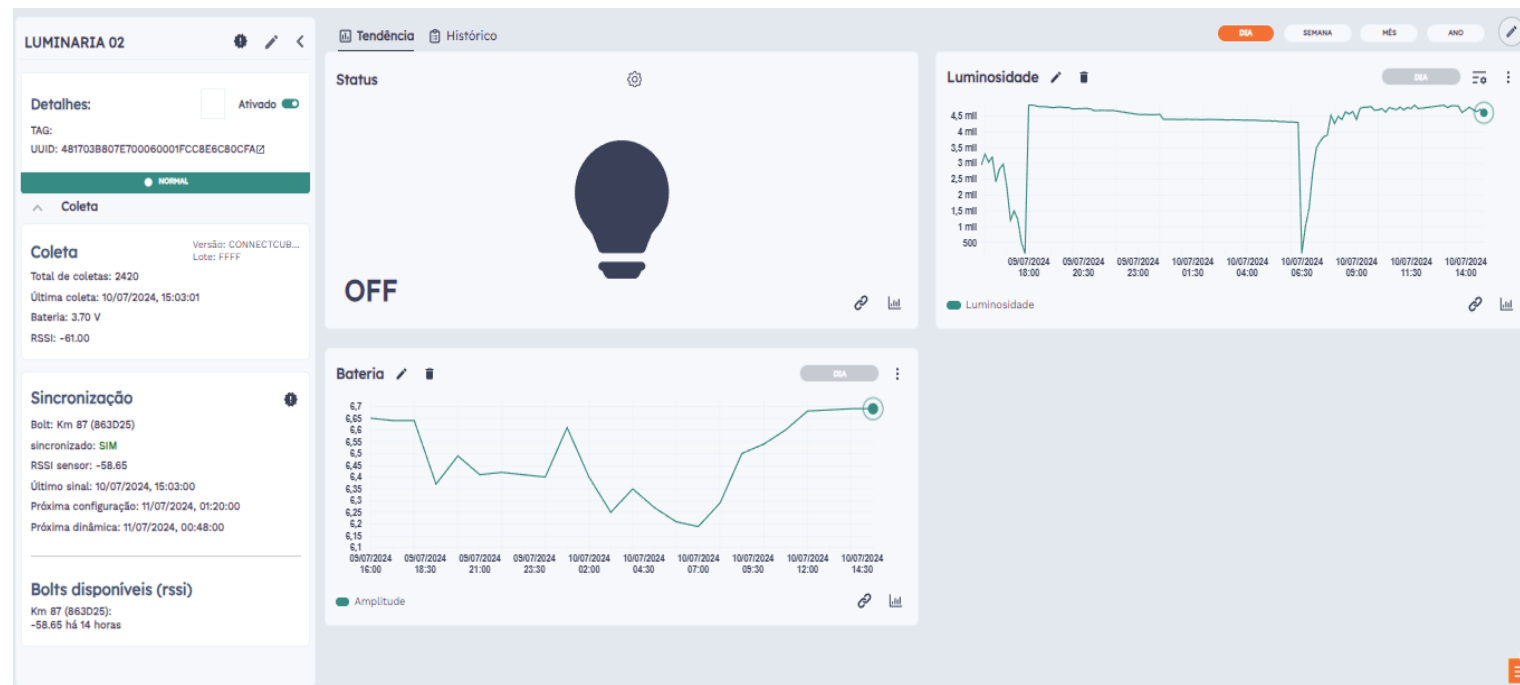 LUMINARIA 02
Detalhes:
Ativado
TAG:
UUID: 481703B807E700060001FCC8E6C80CFA
NORMAL
Coleta
Coleta
Versão: CONNECTCUB...
Lote: FFFF
Total de coletas: 2420
Última coleta: 10/07/2024, 15:03:01
Bateria: 3.70 V
RSSI: -61.00
Sincronização
Bolt: Km 87 (863D25)
sincronizado: SIM
RSSI sensor: -58.65
Último sinal: 10/07/2024, 15:03:00
Próxima configuração: 11/07/2024, 01:20:00
Próxima dinâmica: 11/07/2024, 00:48:00
Bolts disponíveis (rssi)
Km 87 (863D25):
-58.65 há 14 horas
Tendência
Histórico
DIA
SEMANA
MÊS
ANO
Status
OFF
Luminosidade
DIA
4,5 mil
4 mil
3,5 mil
3 mil
2,5 mil
2 mil
1,5 mil
1 mil
500
09/07/2024 09/07/2024 09/07/2024 10/07/2024 10/07/2024 10/07/2024 10/07/2024 10/07/2024 10/07/2024
18:00 20:30 23:00 01:30 04:00 06:30 09:00 11:30 14:00
Luminosidade
Bateria
DIA
6,7
6,65
6,6
6,55
6,5
6,45
6,4
6,35
6,3
6,25
6,2
6,15
6,1
09/07/2024 09/07/2024 09/07/2024 09/07/2024 10/07/2024 10/07/2024 10/07/2024 10/07/2024 10/07/2024 10/07/2024
16:00 18:30 21:00 23:30 02:00 04:30 07:00 09:30 12:00 14:30
Amplitude